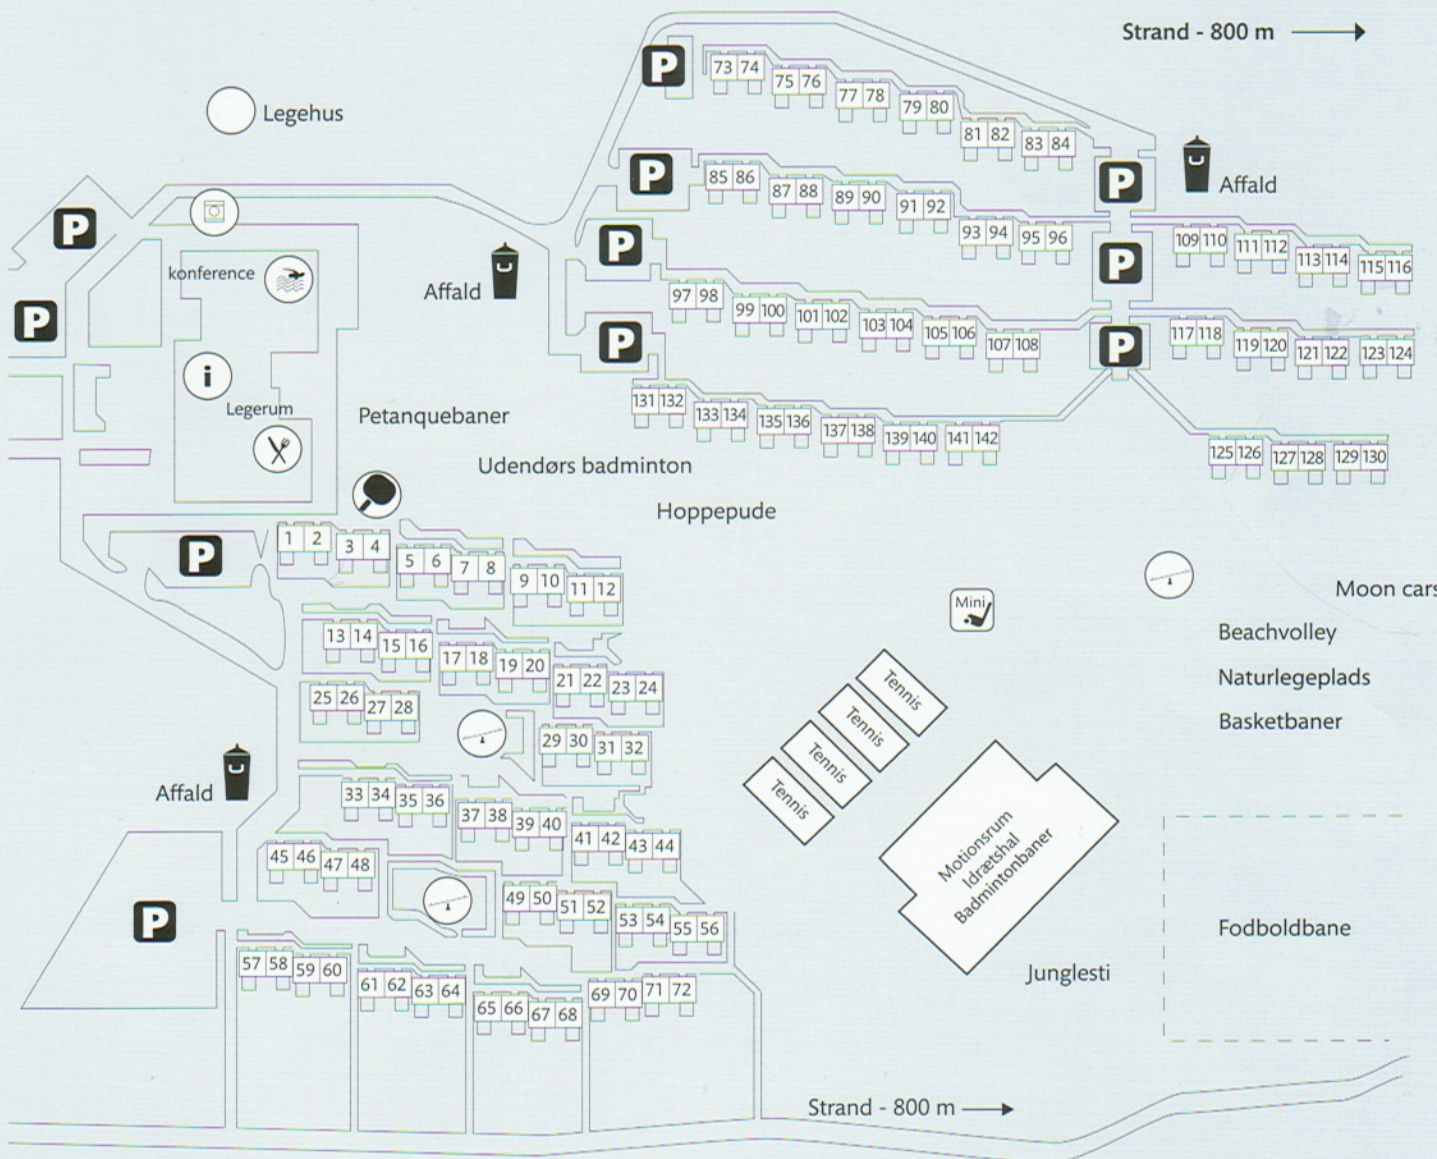 Strand - 800 m
P
73 74 75 76 77 78 79 80 81 82 83 84
Legehus
P
85 86 87 88 89 90 91 92 93 94 95 96
P
Affald
P
P
109 110 111 112 113 114 115 116
konference
Affald
P
97 98 99 100 101 102 103 104 105 106 107 108
P
P
P
117 118 119 120 121 122 123 124
i
Legerum
131 132 133 134 135 136 137 138 139 140 141 142
125 126 127 128 129 130
Petanquebaner
Udendørs badminton
Hoppepude
P
1 2 3 4 5 6 7 8 9 10 11 12
Mini
Moon cars
13 14 15 16 17 18 19 20 21 22 23 24
Beachvolley
Naturlegeplads
Basketbaner
25 26 27 28 29 30 31 32
Tennis
Tennis
Tennis
Tennis
Affald
33 34 35 36 37 38 39 40 41 42 43 44
Motionsrum
Idrætshal
Badmintonbaner
45 46 47 48 49 50 51 52 53 54 55 56
P
Fodboldbane
57 58 59 60 61 62 63 64 65 66 67 68 69 70 71 72
Junglesti
Strand - 800 m